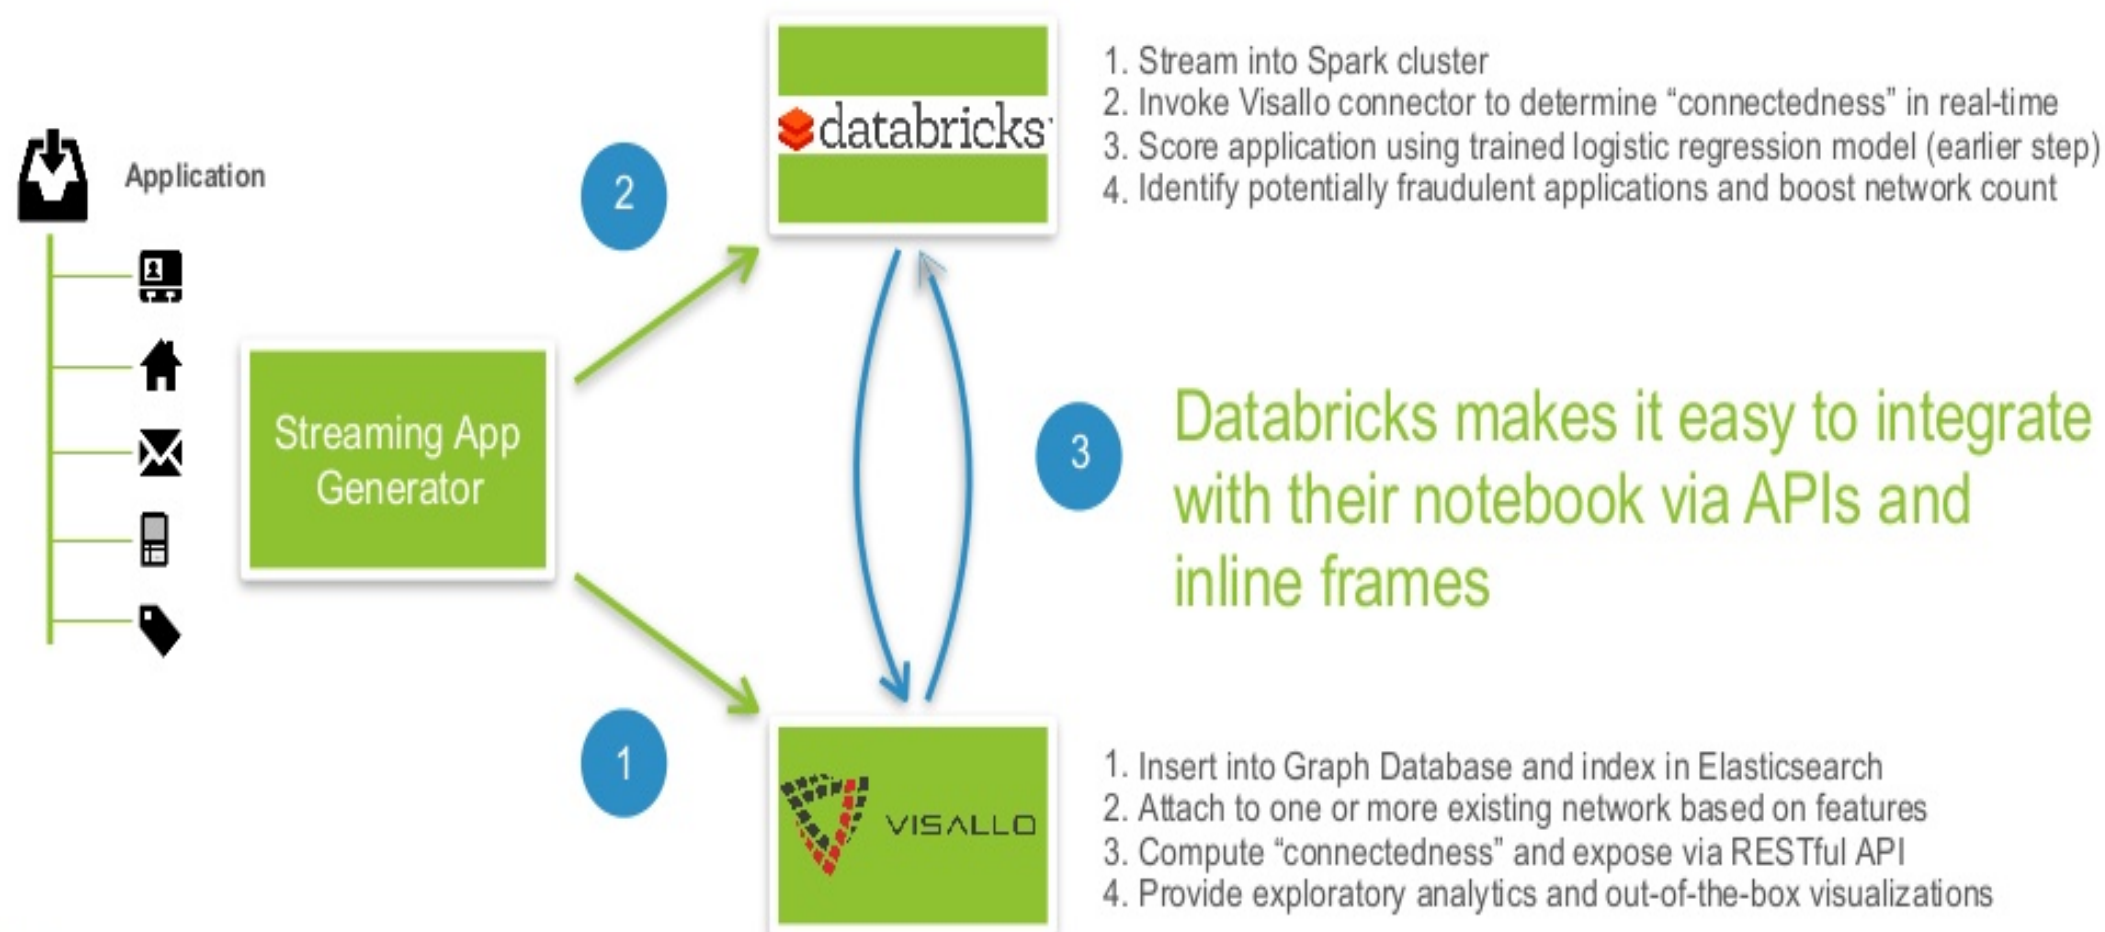 Application
Streaming App
Generator
2
databricks
1. Stream into Spark cluster
2. Invoke Visallo connector to determine “connectedness” in real-time
3. Score application using trained logistic regression model (earlier step)
4. Identify potentially fraudulent applications and boost network count
3
Databricks makes it easy to integrate
with their notebook via APIs and
inline frames
1
VISALLO
1. Insert into Graph Database and index in Elasticsearch
2. Attach to one or more existing network based on features
3. Compute “connectedness” and expose via RESTful API
4. Provide exploratory analytics and out-of-the-box visualizations